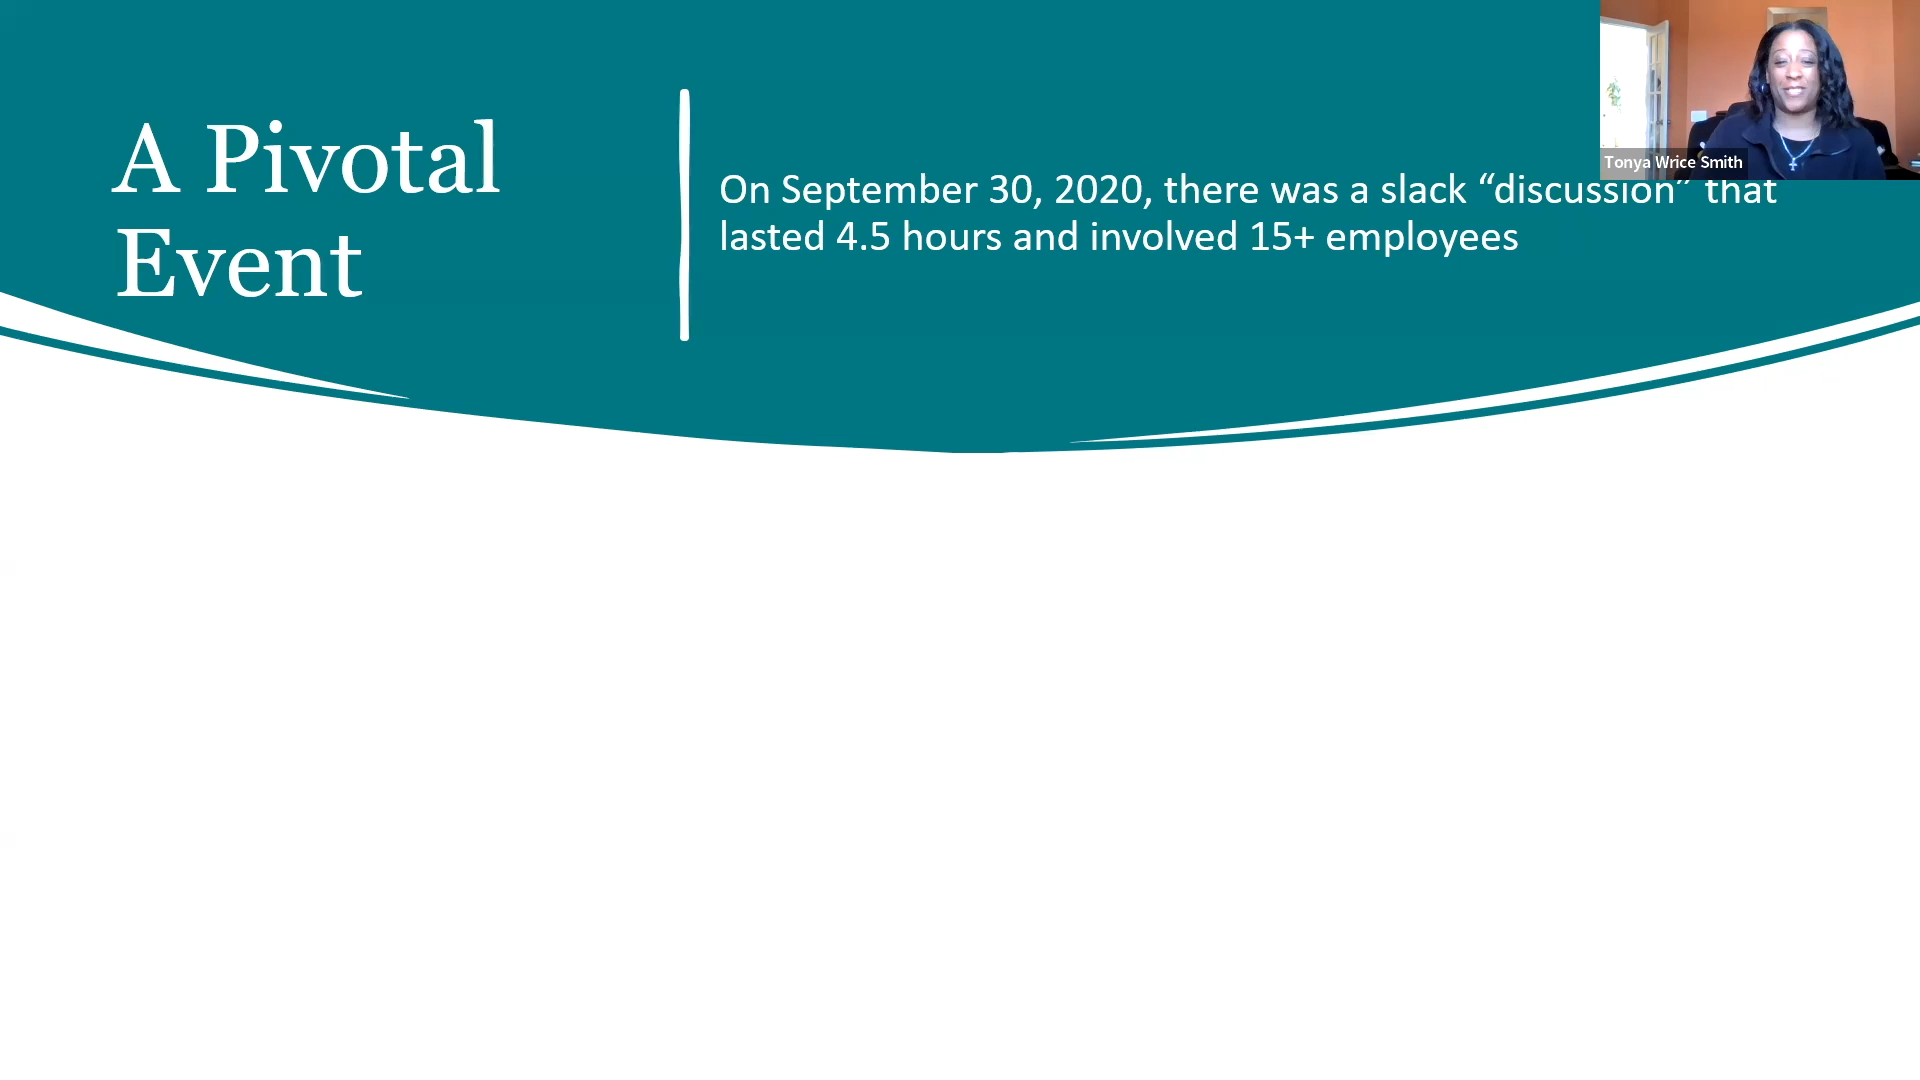 A Pivotal
Event
On September 30, 2020, there was a slack “discussion” that
lasted 4.5 hours and involved 15+ employees
Tonya Wrice Smith